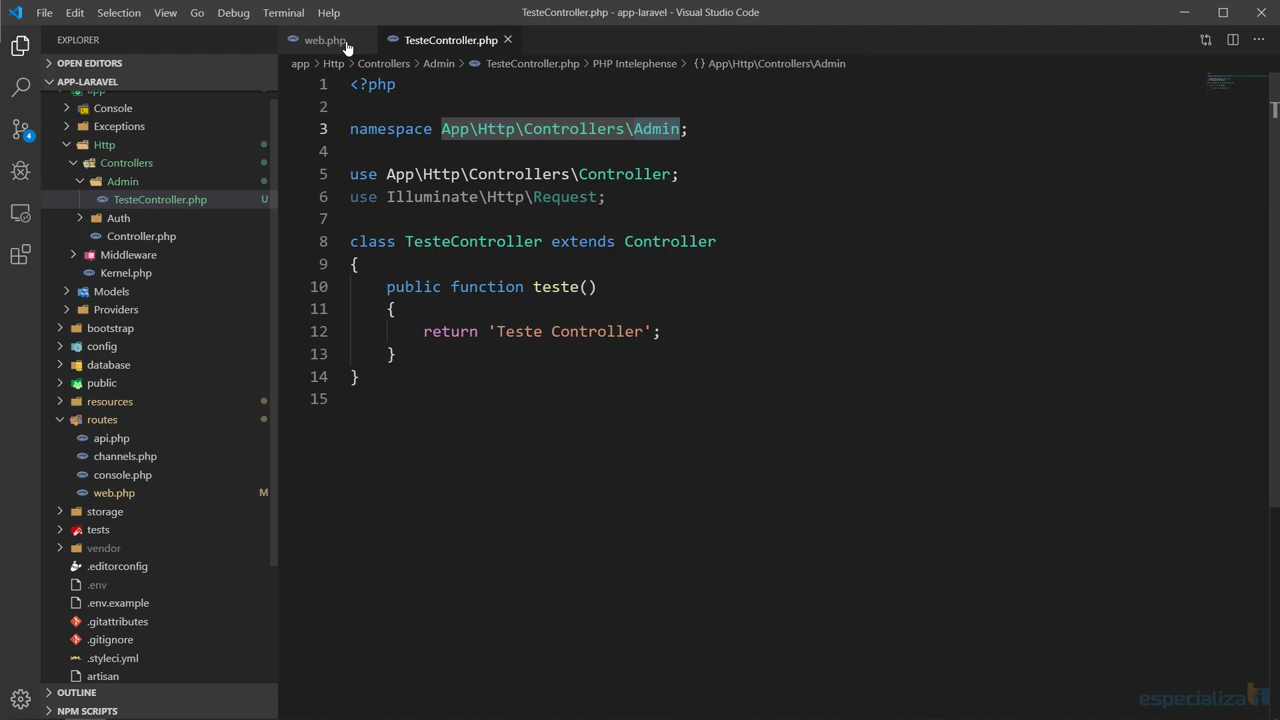 File Edit Selection View Go Debug Terminal Help
TesteController.php - app-laravel - Visual Studio Code
EXPLORER
web.php
TesteController.php
OPEN EDITORS
APP-LARAVEL
app
Console
Exceptions
Http
Controllers
Admin
TesteController.php U
Auth
Controller.php
Middleware
Kernel.php
Models
Providers
bootstrap
config
database
public
resources
routes
api.php
channels.php
console.php
web.php M
storage
tests
vendor
.editorconfig
.env
.env.example
.gitattributes
.gitignore
.styleci.yml
artisan
OUTLINE
NPM SCRIPTS
4
app > Http > Controllers > Admin > TesteController.php > PHP Intelephense > {} App\Http\Controllers\Admin
1 <?php
2
3 namespace App\Http\Controllers\Admin;
4
5 use App\Http\Controllers\Controller;
6 use Illuminate\Http\Request;
7
8 class TesteController extends Controller
9 {
10 public function teste()
11 {
12 return 'Teste Controller';
13 }
14 }
15
especializati